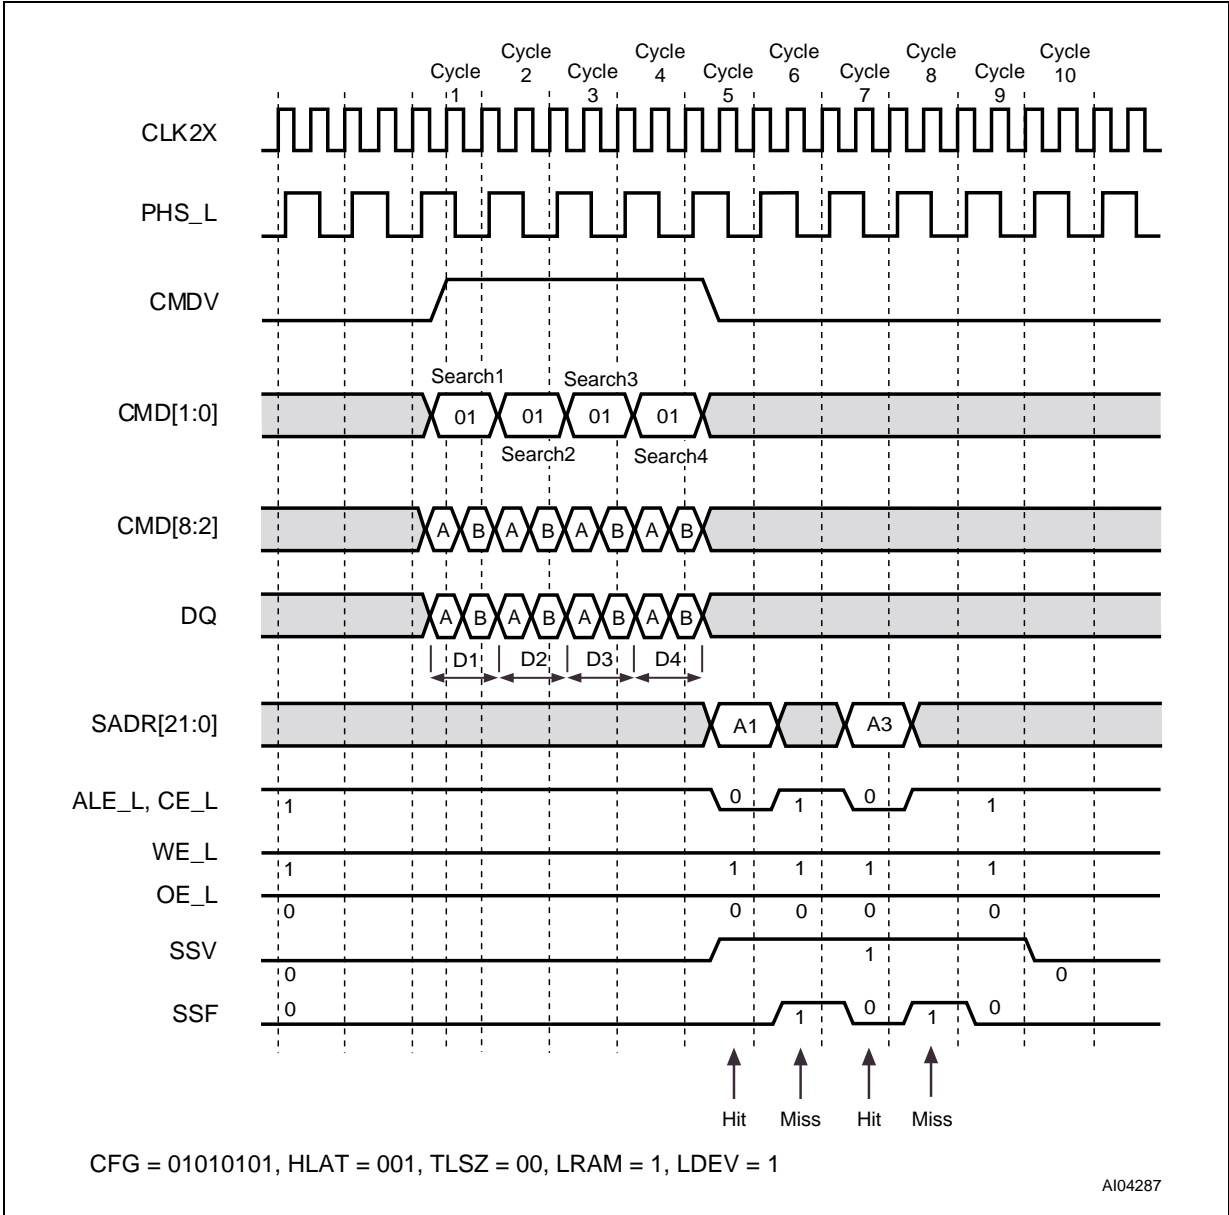 Cycle 1
Cycle 2
Cycle 3
Cycle 4
Cycle 5
Cycle 6
Cycle 7
Cycle 8
Cycle 9
Cycle 10
CLK2X
PHS_L
CMDV
Search1 Search3
CMD[1:0] 01 01 01 01
Search2 Search4
CMD[8:2] A B A B A B A B
DQ A B A B A B A B
D1 D2 D3 D4
SADR[21:0] A1 A3
ALE_L, CE_L 1 0 1 0 1
WE_L 1 1 1 1 1
OE_L 0 0 0 0 0
SSV 0 1 0
SSF 0 1 0 1 0
Hit Miss Hit Miss
CFG = 01010101, HLAT = 001, TLSZ = 00, LRAM = 1, LDEV = 1
AI04287